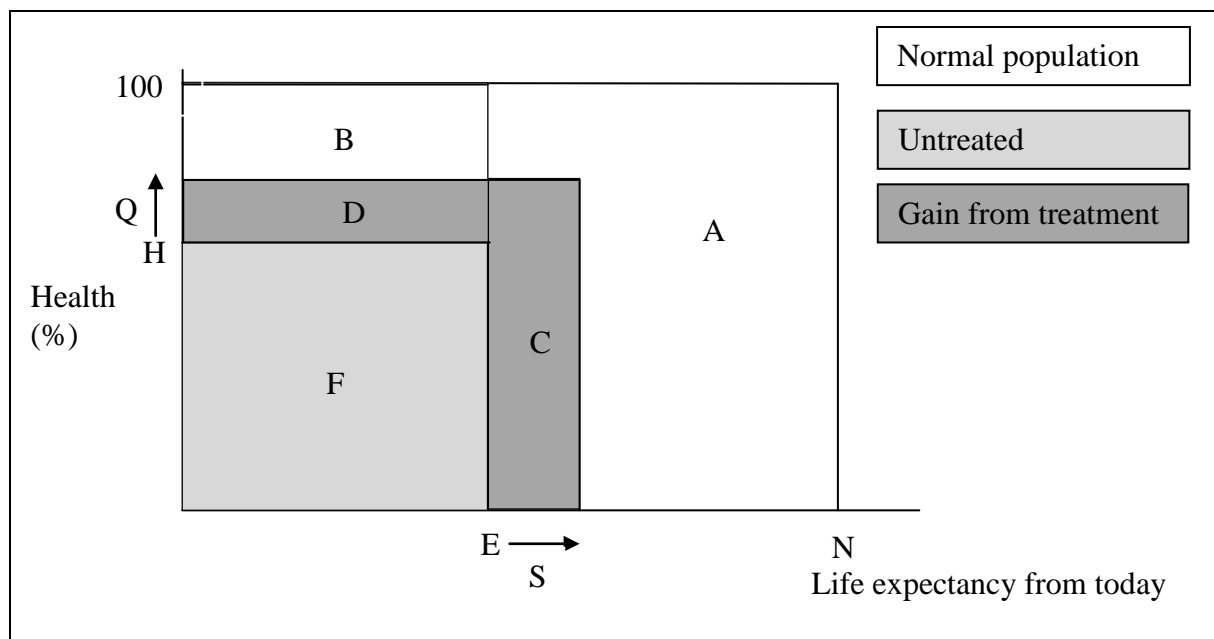 Normal population
100
B
Untreated
Q
D
Gain from treatment
A
H
Health
(%)
C
F
E
N
S
Life expectancy from today